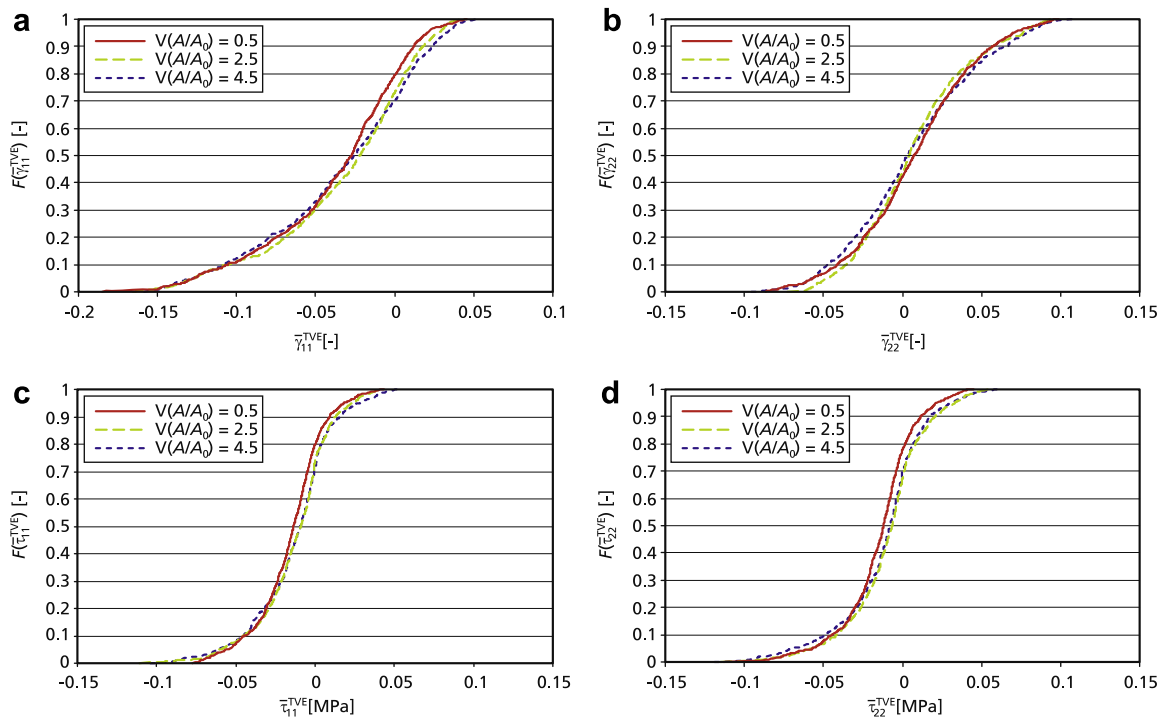 a
V(A/A₀) = 0.5
V(A/A₀) = 2.5
V(A/A₀) = 4.5
F(γ̅₁₁ᵀⱽᴱ) [-]
1
0.9
0.8
0.7
0.6
0.5
0.4
0.3
0.2
0.1
0
-0.2 -0.15 -0.1 -0.05 0 0.05 0.1
γ̅₁₁ᵀⱽᴱ[-]
b
V(A/A₀) = 0.5
V(A/A₀) = 2.5
V(A/A₀) = 4.5
F(γ̅₂₂ᵀⱽᴱ) [-]
1
0.9
0.8
0.7
0.6
0.5
0.4
0.3
0.2
0.1
0
-0.15 -0.1 -0.05 0 0.05 0.1 0.15
γ̅₂₂ᵀⱽᴱ[-]
c
V(A/A₀) = 0.5
V(A/A₀) = 2.5
V(A/A₀) = 4.5
F(τ̅₁₁ᵀⱽᴱ) [-]
1
0.9
0.8
0.7
0.6
0.5
0.4
0.3
0.2
0.1
0
-0.15 -0.1 -0.05 0 0.05 0.1 0.15
τ̅₁₁ᵀⱽᴱ[MPa]
d
V(A/A₀) = 0.5
V(A/A₀) = 2.5
V(A/A₀) = 4.5
F(τ̅₂₂ᵀⱽᴱ) [-]
1
0.9
0.8
0.7
0.6
0.5
0.4
0.3
0.2
0.1
0
-0.15 -0.1 -0.05 0 0.05 0.1 0.15
τ̅₂₂ᵀⱽᴱ[MPa]